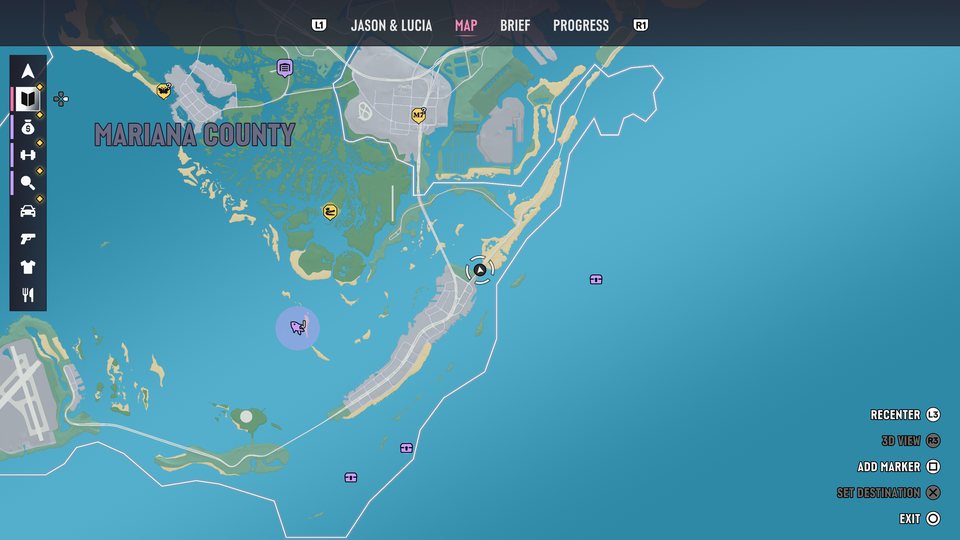 L1 JASON & LUCIA MAP BRIEF PROGRESS R1
M?
MARIANA COUNTY
RECENTER L3
3D VIEW R3
ADD MARKER
SET DESTINATION
EXIT